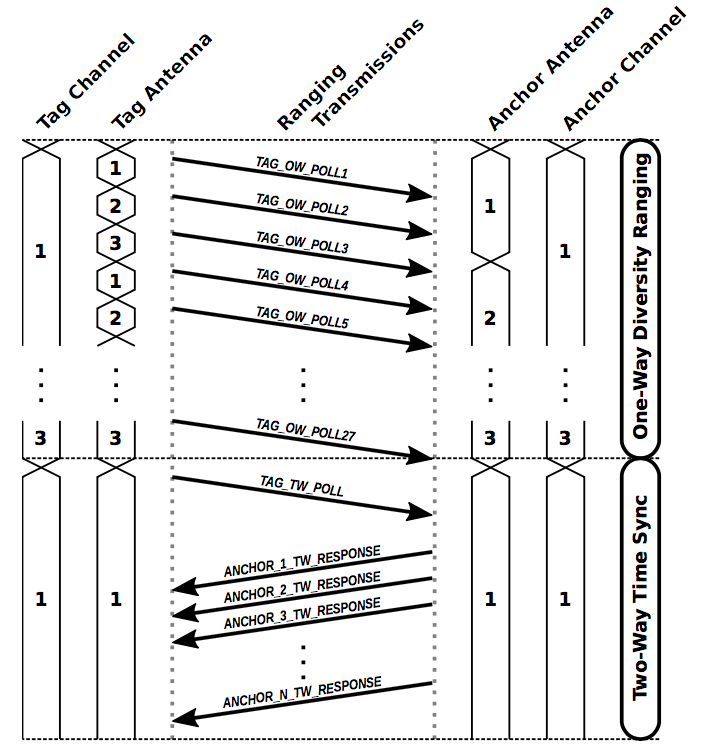 Tag Channel
Tag Antenna
Ranging
Transmissions
Anchor Antenna
Anchor Channel
1
1
2
3
1
2
TAG_OW_POLL1
TAG_OW_POLL2
TAG_OW_POLL3
TAG_OW_POLL4
TAG_OW_POLL5
1
2
1
One-Way Diversity Ranging
3
3
TAG_OW_POLL27
3
3
TAG_TW_POLL
ANCHOR_1_TW_RESPONSE
ANCHOR_2_TW_RESPONSE
ANCHOR_3_TW_RESPONSE
1
1
1
1
ANCHOR_N_TW_RESPONSE
Two-Way Time Sync